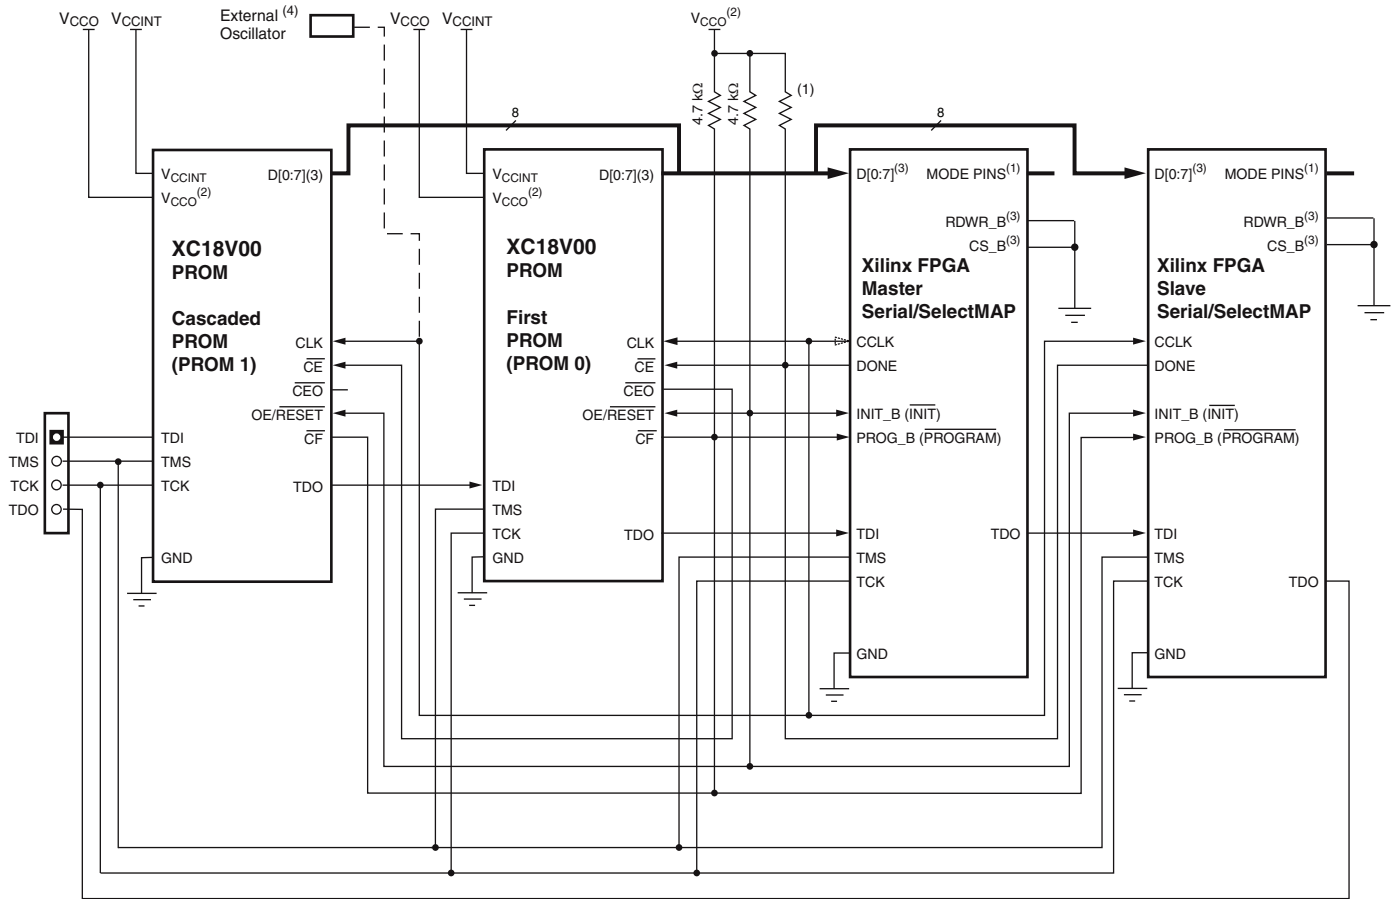 VCCO VCCINT
External (4)
Oscillator
VCCO VCCINT
VCCO(2)
4.7 kΩ
4.7 kΩ
(1)
8
8
VCCINT
VCCO(2)
D[0:7](3)
XC18V00
PROM
Cascaded
PROM
(PROM 1)
CLK
CE
CEO
OE/RESET
CF
TDI
TMS
TCK
TDO
TDI
TMS
TCK
TDO
GND
VCCINT
VCCO(2)
D[0:7](3)
XC18V00
PROM
First
PROM
(PROM 0)
CLK
CE
CEO
OE/RESET
CF
TDI
TMS
TCK
TDO
GND
D[0:7](3)
MODE PINS(1)
RDWR_B(3)
CS_B(3)
Xilinx FPGA
Master
Serial/SelectMAP
CCLK
DONE
INIT_B (INIT)
PROG_B (PROGRAM)
TDI
TMS
TCK
TDO
GND
D[0:7](3)
MODE PINS(1)
RDWR_B(3)
CS_B(3)
Xilinx FPGA
Slave
Serial/SelectMAP
CCLK
DONE
INIT_B (INIT)
PROG_B (PROGRAM)
TDI
TMS
TCK
TDO
GND